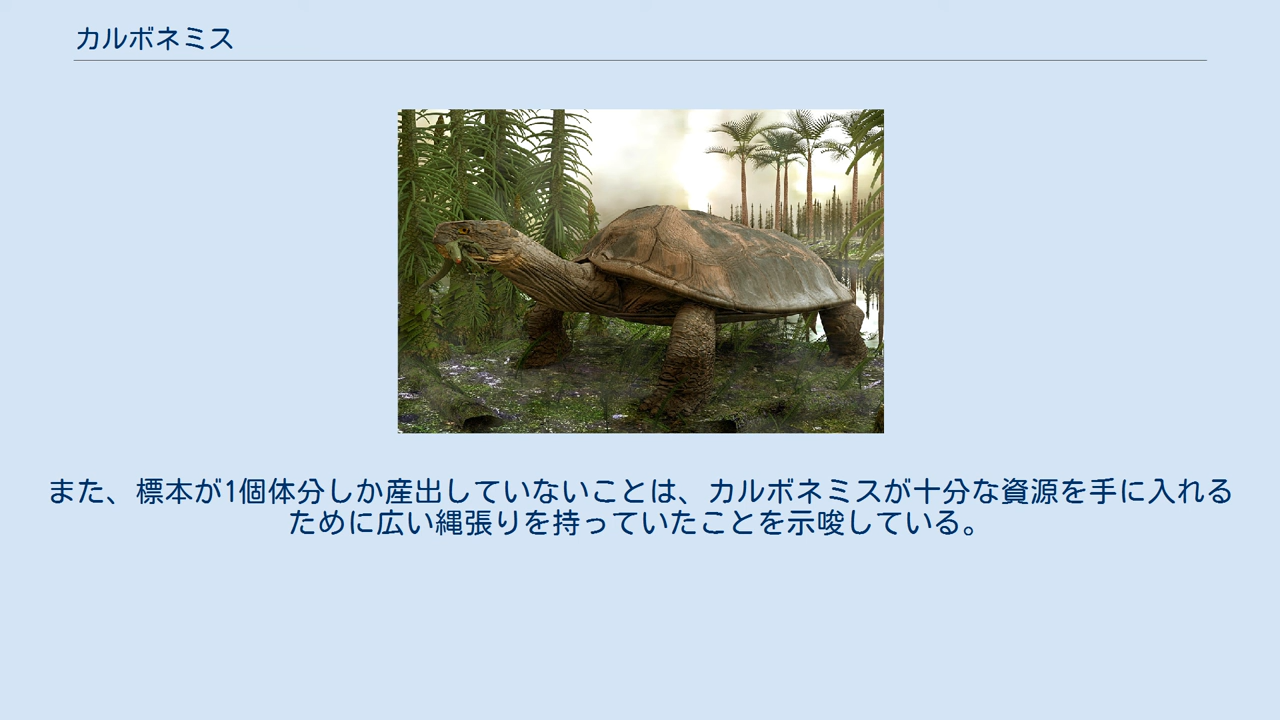 カルボネミス
また、標本が1個体分しか産出していないことは、カルボネミスが十分な資源を手に入れる
ために広い縄張りを持っていたことを示唆している。